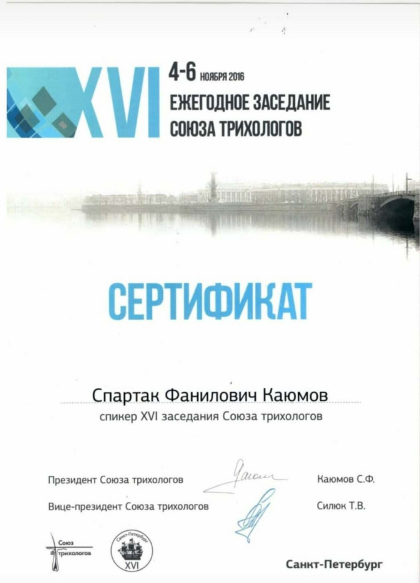 XVI
4-6 НОЯБРЯ 2016
ЕЖЕГОДНОЕ ЗАСЕДАНИЕ
СОЮЗА ТРИХОЛОГОВ
СЕРТИФИКАТ
Спартак Фанилович Каюмов
спикер XVI заседания Союза трихологов
Президент Союза трихологов
Каюмов С.Ф.
Вице-президент Союза трихологов
Силюк Т.В.
Союз
трихологов
Санкт-Петербург
XVI
Санкт-Петербург